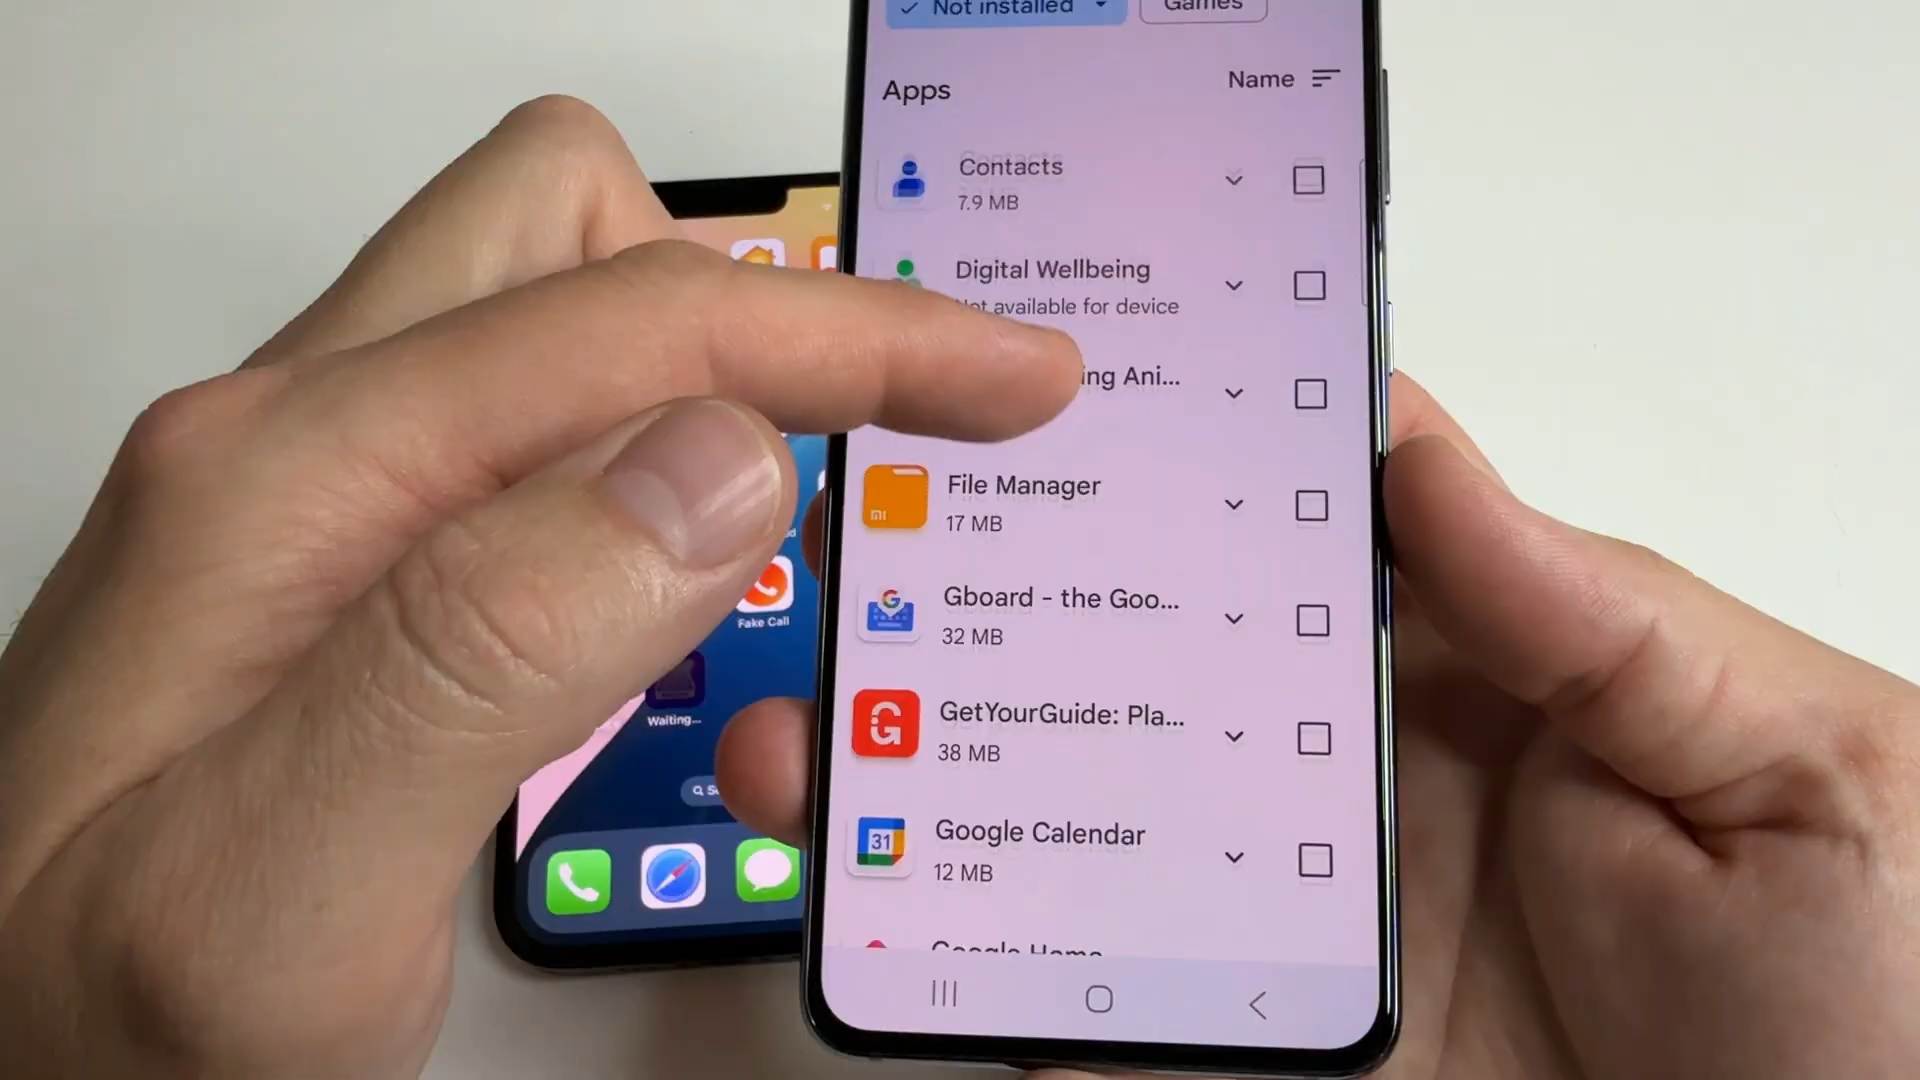 Not installed
Games
Apps
Name
Contacts
7.9 MB
Digital Wellbeing
Not available for device
ing Ani...
File Manager
17 MB
mi
Gboard - the Goo...
32 MB
GetYourGuide: Pla...
38 MB
Google Calendar
12 MB
31
Google Home
Fake Call
Waiting...